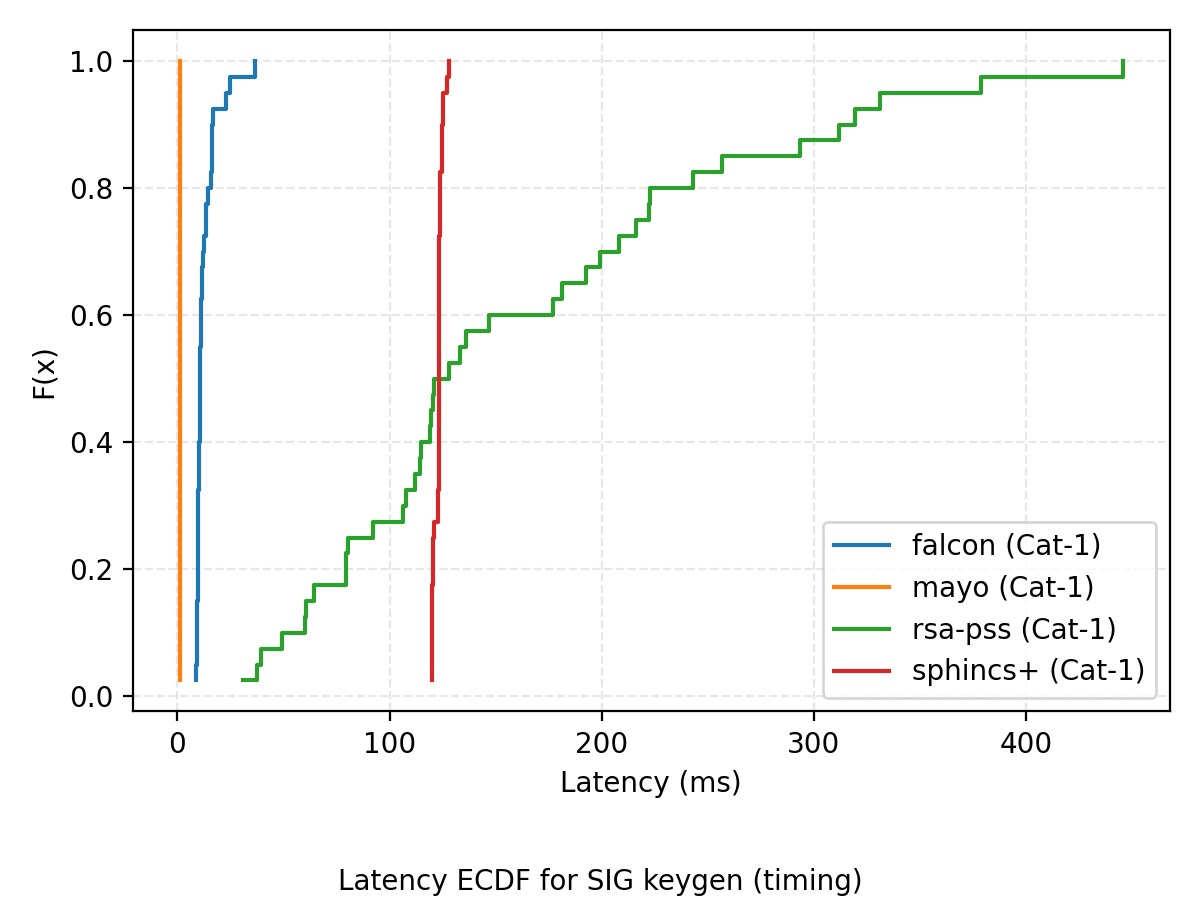 1.0
0.8
0.6
0.4
0.2
0.0
F(x)
falcon (Cat-1)
mayo (Cat-1)
rsa-pss (Cat-1)
sphincs+ (Cat-1)
0 100 200 300 400
Latency (ms)
Latency ECDF for SIG keygen (timing)